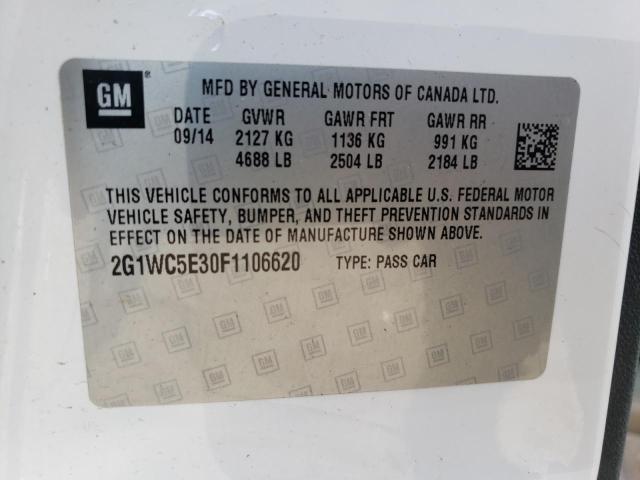 GM
MFD BY GENERAL MOTORS OF CANADA LTD.
DATE GVWR GAWR FRT GAWR RR
09/14 2127 KG 1136 KG 991 KG
4688 LB 2504 LB 2184 LB
THIS VEHICLE CONFORMS TO ALL APPLICABLE U.S. FEDERAL MOTOR
VEHICLE SAFETY, BUMPER, AND THEFT PREVENTION STANDARDS IN
EFFECT ON THE DATE OF MANUFACTURE SHOWN ABOVE.
2G1WC5E30F1106620 TYPE: PASS CAR